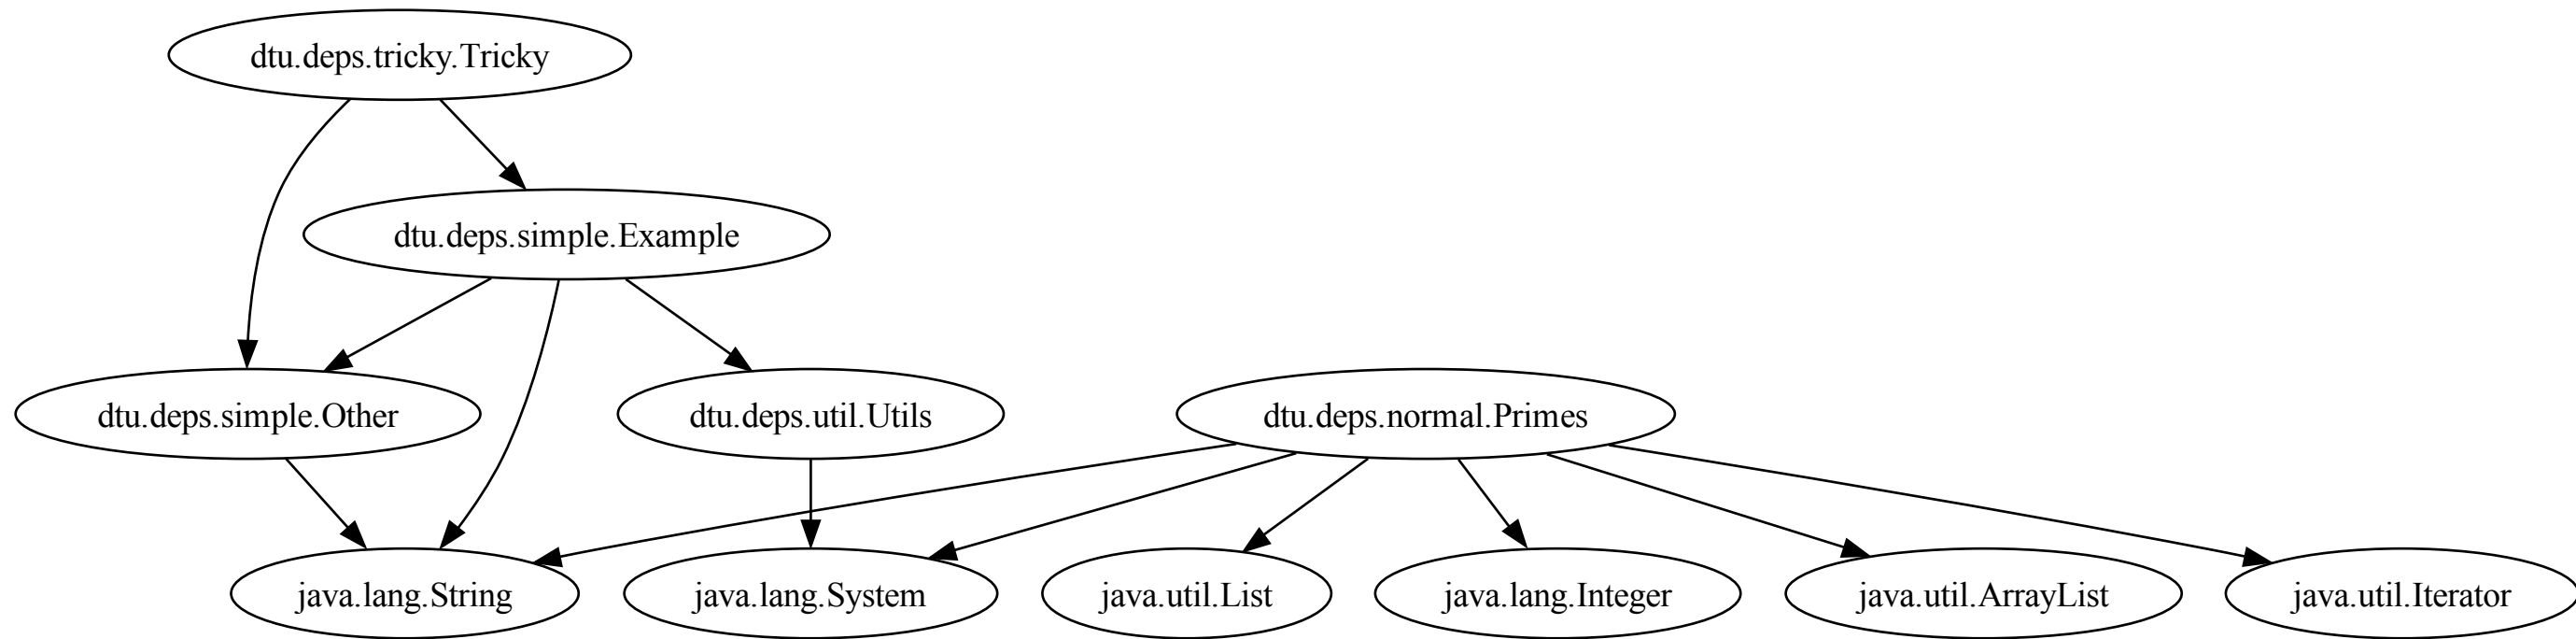 dtu.deps.tricky.Tricky
dtu.deps.simple.Example
dtu.deps.simple.Other
dtu.deps.util.Utils
dtu.deps.normal.Primes
java.lang.String
java.lang.System
java.util.List
java.lang.Integer
java.util.ArrayList
java.util.Iterator